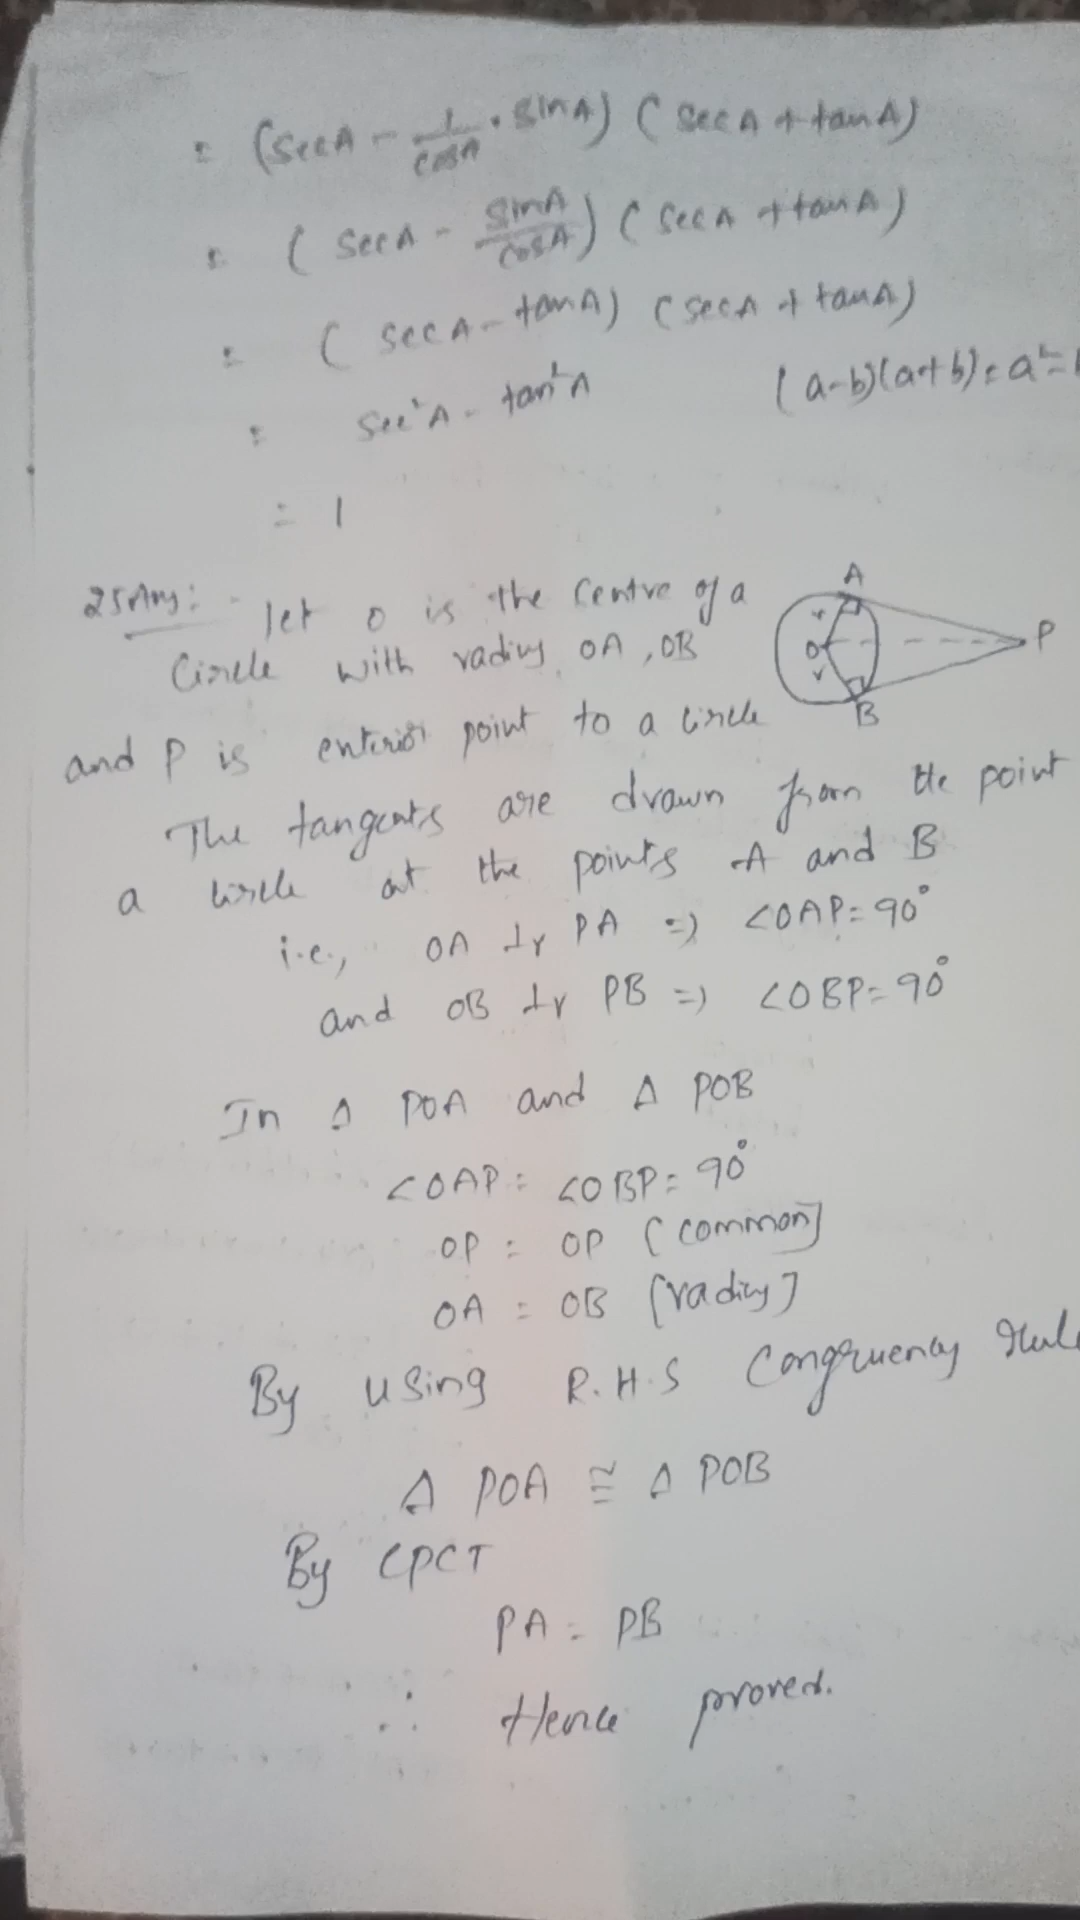 = (secA - 1/cosA . sinA) (secA + tanA)
= (secA - sinA/cosA) (secA + tanA)
= (secA - tanA) (secA + tanA)
= sec²A - tan²A (a-b)(a+b) = a² -
= 1
25Ans: - let O is the centre of a
Circle with radius OA, OB
and P is exterior point to a circle
The tangents are drawn from the point
a circle at the points A and B
i.e., OA ⊥r PA => ∠OAP = 90°
and OB ⊥r PB => ∠OBP = 90°
In Δ POA and Δ POB
∠OAP = ∠OBP = 90°
OP = OP (common]
OA = OB [radius]
By using R.H.S Congruency rule
Δ POA ≅ Δ POB
By CPCT
PA = PB
∴ Hence proved.
A
r
O
r
B
P